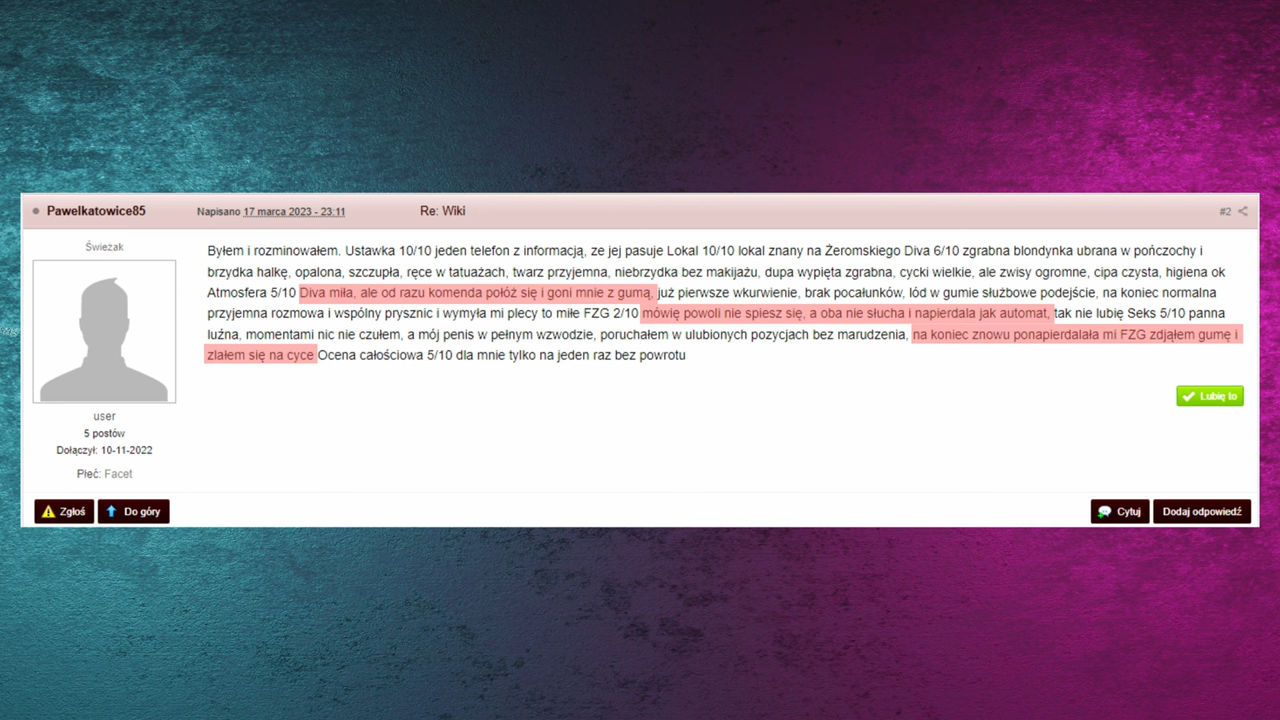 Pawelkatowice85 Napisano 17 marca 2023 - 23:11 Re: Wiki #2
Świeżak
user
5 postów
Dołączył: 10-11-2022
Płeć: Facet
Byłem i rozminowałem. Ustawka 10/10 jeden telefon z informacją, ze jej pasuje Lokal 10/10 lokal znany na Żeromskiego Diva 6/10 zgrabna blondynka ubrana w pończochy i
brzydka halkę, opalona, szczupła, ręce w tatuażach, twarz przyjemna, niebrzydka bez makijażu, dupa wypięta zgrabna, cycki wielkie, ale zwisy ogromne, cipa czysta, higiena ok
Atmosfera 5/10 Diva miła, ale od razu komenda połóż się i goni mnie z gumą, już pierwsze wkurwienie, brak pocałunków, lód w gumie służbowe podejście, na koniec normalna
przyjemna rozmowa i wspólny prysznic i wymyła mi plecy to miłe FZG 2/10 mówię powoli nie spiesz się, a oba nie słucha i napierdala jak automat, tak nie lubię Seks 5/10 panna
luźna, momentami nic nie czułem, a mój penis w pełnym wzwodzie, poruchałem w ulubionych pozycjach bez marudzenia, na koniec znowu ponapierdalała mi FZG zdjąłem gumę i
zlałem się na cyce Ocena całościowa 5/10 dla mnie tylko na jeden raz bez powrotu
Lubię to
Zgłoś Do góry Cytuj Dodaj odpowiedź